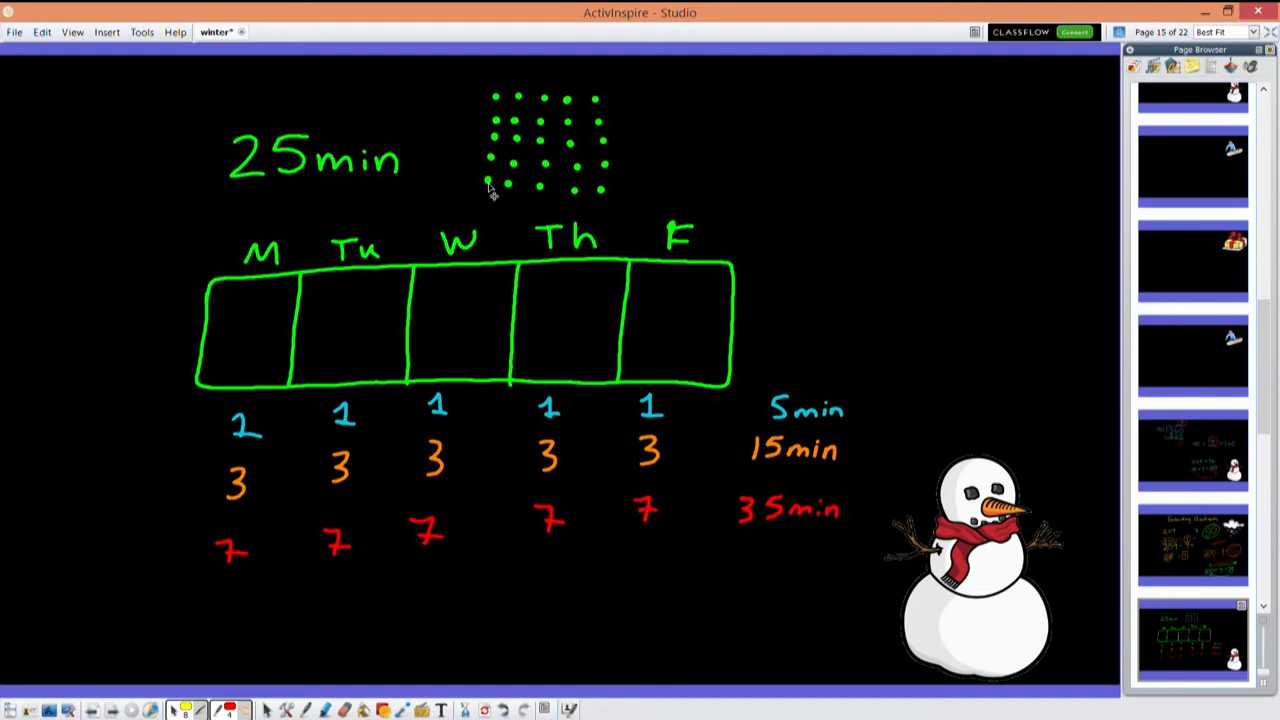 ActivInspire - Studio
File Edit View Insert Tools Help winter* CLASSFLOW Connect Page 15 of 22 Best Fit
Page Browser
25min
M Tu W Th F
1 1 1 1 1 5min
3 3 3 3 3 15min
7 7 7 7 7 35min
8 4